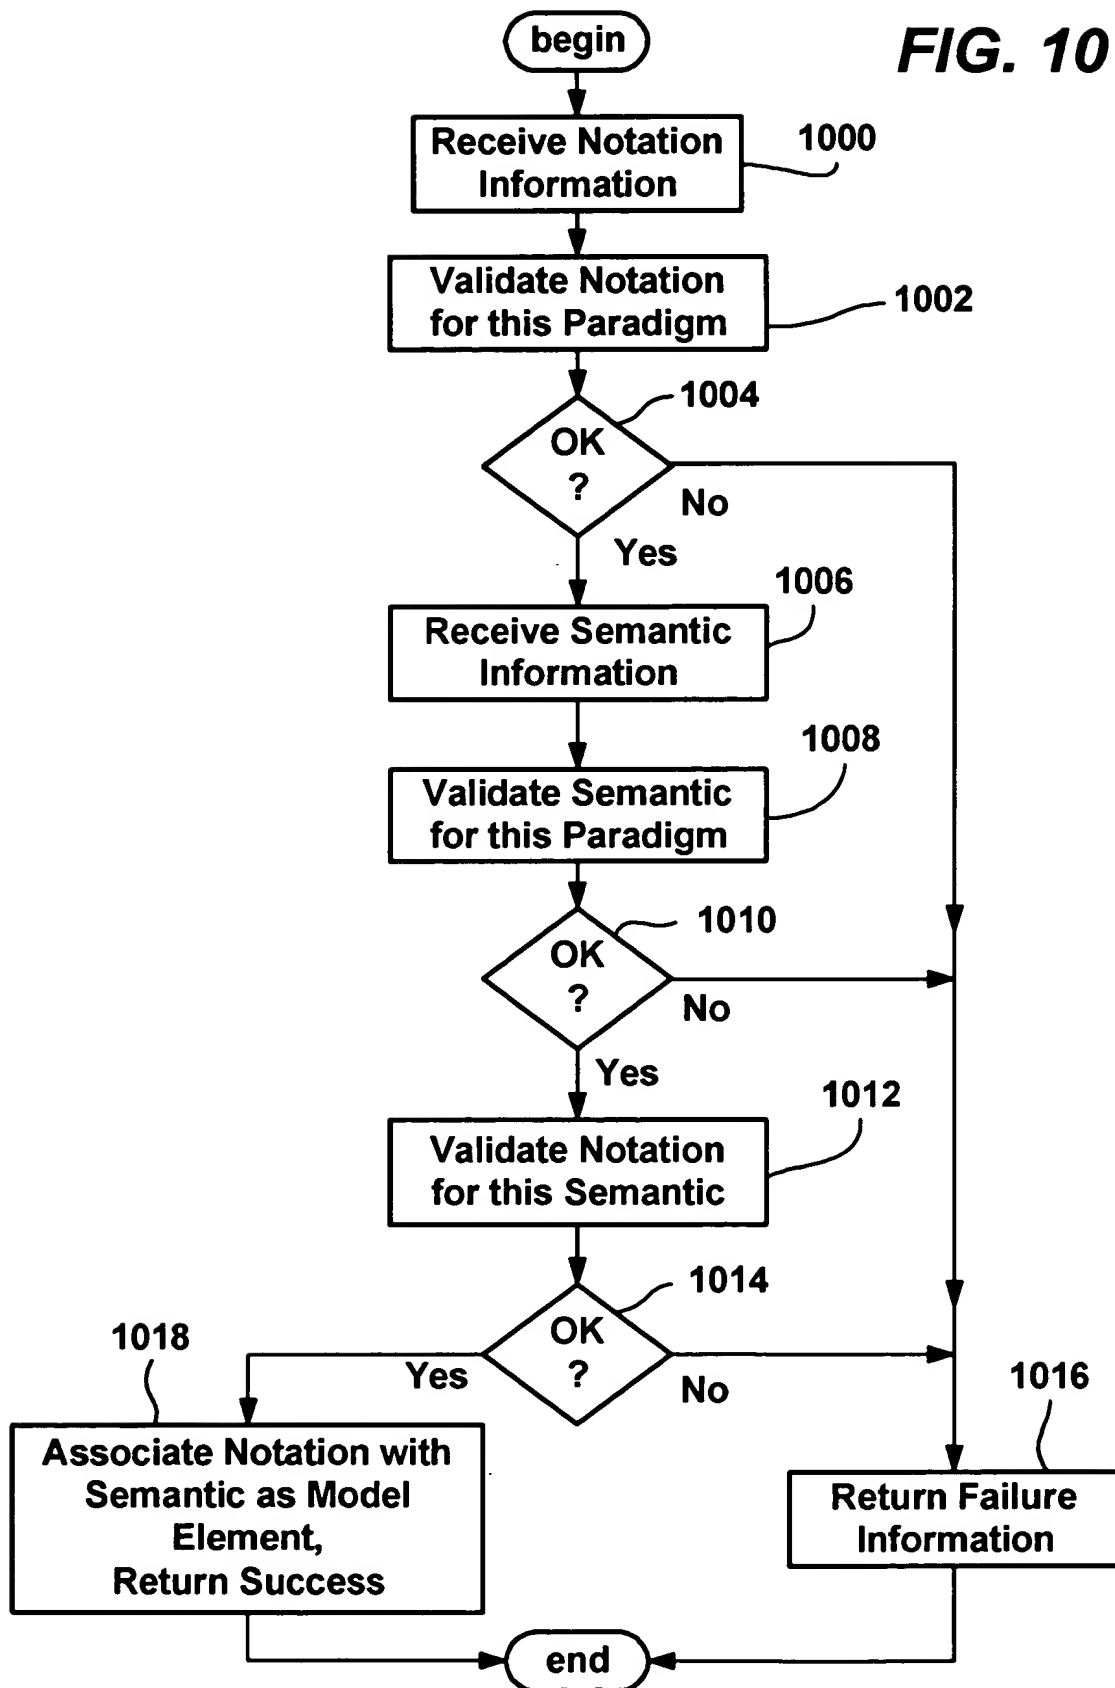 begin
FIG. 10
Receive Notation
Information
1000
Validate Notation
for this Paradigm
1002
1004
OK
?
No
Yes
1006
Receive Semantic
Information
1008
Validate Semantic
for this Paradigm
1010
OK
?
No
Yes
1012
Validate Notation
for this Semantic
1014
OK
?
Yes
No
1018
1016
Associate Notation with
Semantic as Model
Element,
Return Success
Return Failure
Information
end